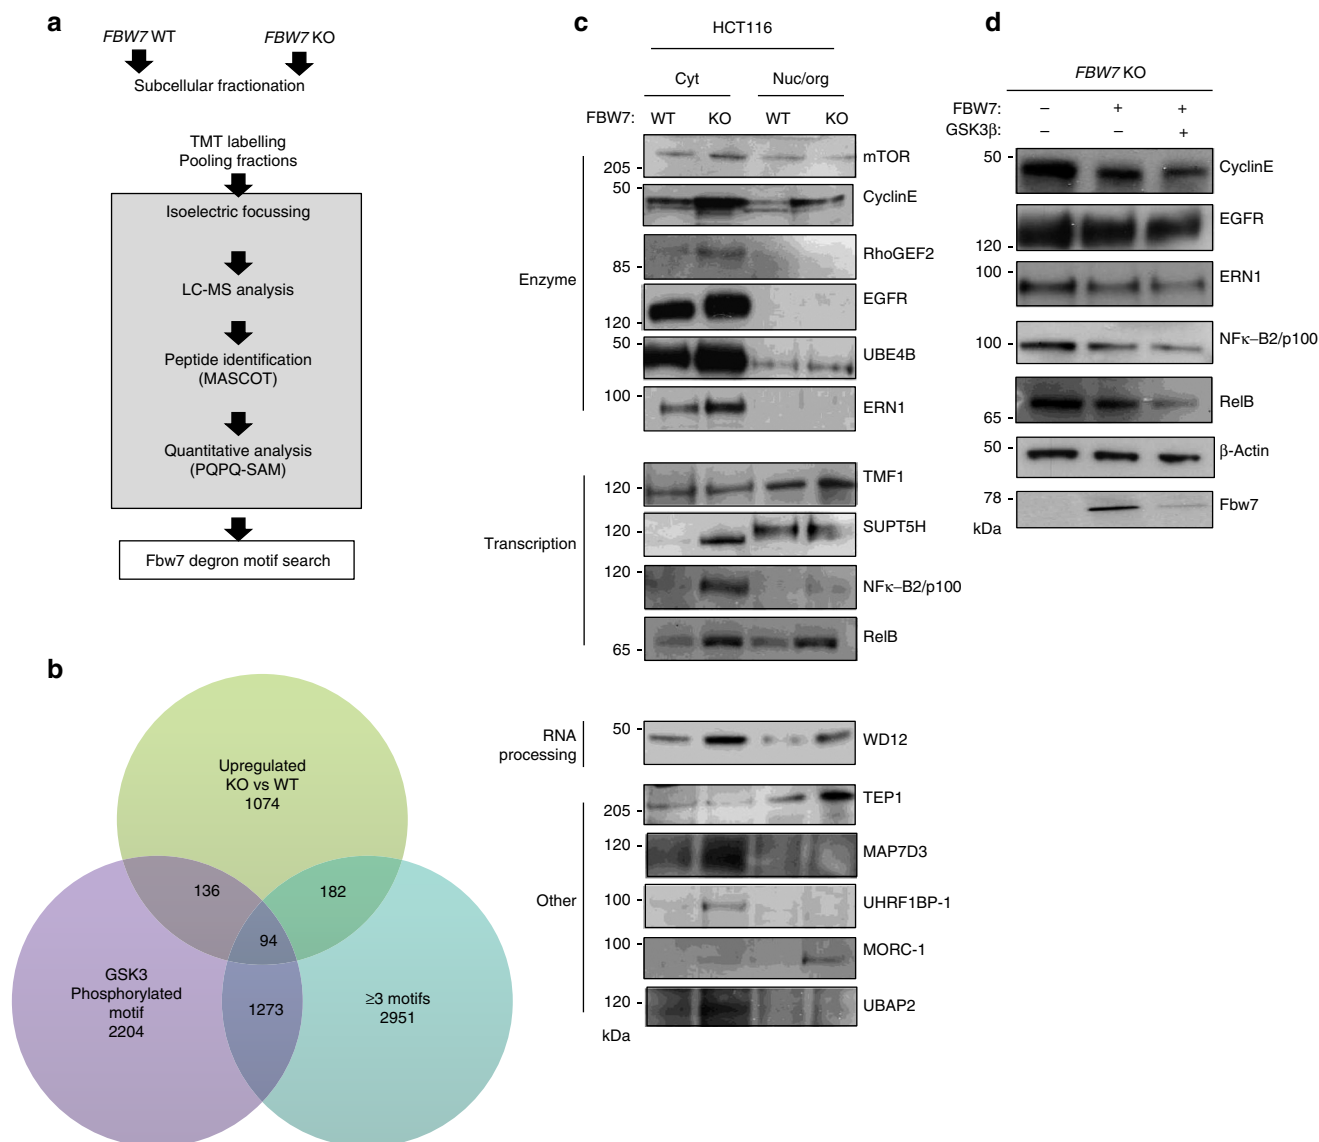 a
FBW7 WT
FBW7 KO
Subcellular fractionation
TMT labelling
Pooling fractions
Isoelectric focussing
LC-MS analysis
Peptide identification
(MASCOT)
Quantitative analysis
(PQPQ-SAM)
Fbw7 degron motif search
b
Upregulated
KO vs WT
1074
136
182
94
GSK3
Phosphorylated
motif
2204
1273
≥3 motifs
2951
c
HCT116
Cyt
Nuc/org
FBW7: WT KO WT KO
Enzyme
205 mTOR
50 CyclinE
85 RhoGEF2
120 EGFR
50 UBE4B
100 ERN1
Transcription
120 TMF1
120 SUPT5H
120 NFκ–B2/p100
65 RelB
RNA
processing
50 WD12
Other
205 TEP1
120 MAP7D3
100 UHRF1BP-1
100 MORC-1
120 UBAP2
kDa
d
FBW7 KO
FBW7: – + +
GSK3β: – – +
50 CyclinE
120 EGFR
100 ERN1
100 NFκ–B2/p100
65 RelB
50 β-Actin
78 Fbw7
kDa